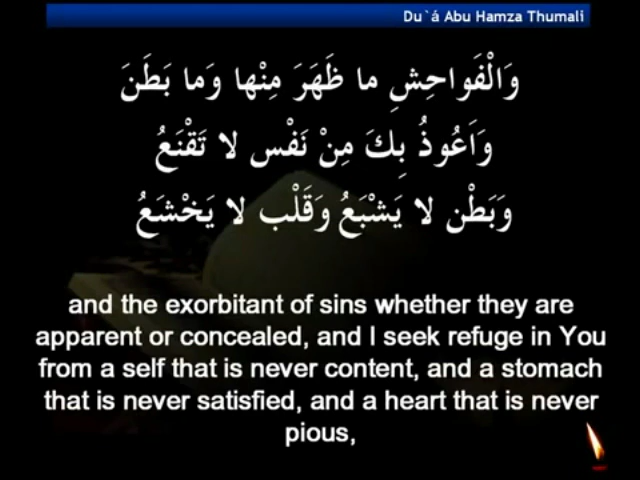 Du`á Abu Hamza Thumali
وَالْفَواحِشِ ما ظَهَرَ مِنْها وَما بَطَنَ
وَاَعُوذُ بِكَ مِنْ نَفْس لا تَقْنَعُ
وَبَطْن لا يَشْبَعُ وَقَلْب لا يَخْشَعُ
and the exorbitant of sins whether they are
apparent or concealed, and I seek refuge in You
from a self that is never content, and a stomach
that is never satisfied, and a heart that is never
pious,